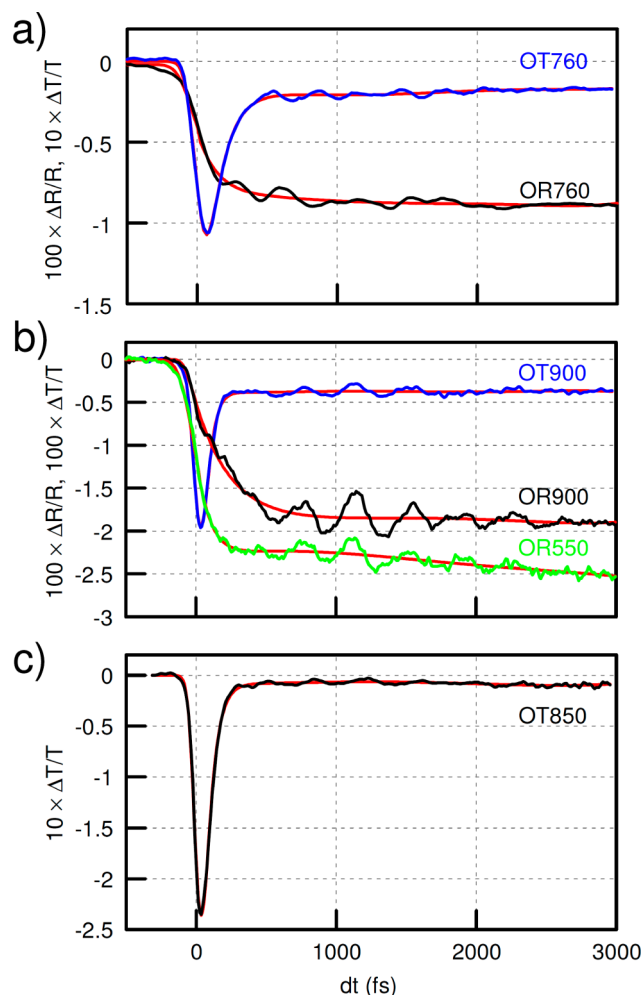 a)
100 × ΔR/R, 10 × ΔT/T
0
-0.5
-1
-1.5
OT760
OR760
b)
100 × ΔR/R, 100 × ΔT/T
0
-0.5
-1
-1.5
-2
-2.5
-3
OT900
OR900
OR550
c)
10 × ΔT/T
0
-0.5
-1
-1.5
-2
-2.5
OT850
0 1000 2000 3000
dt (fs)